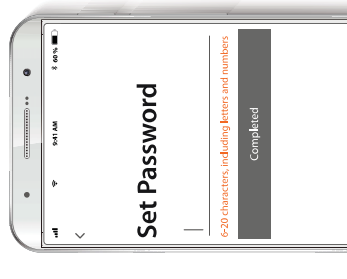 9:41 AM 60%
Set Password
6-20 characters, including letters and numbers
Completed